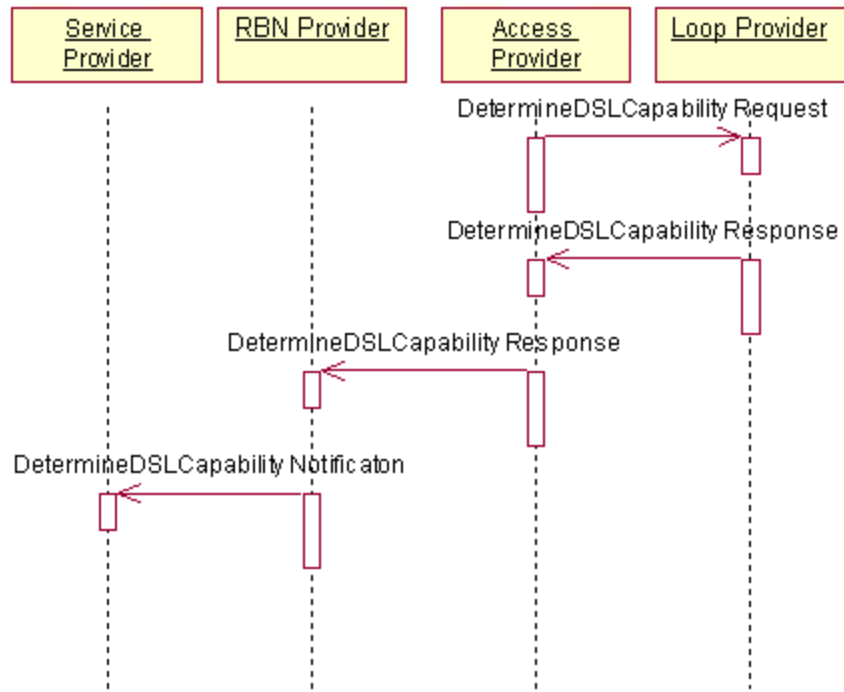 Service
Provider
RBN Provider
Access
Provider
Loop Provider
DetermineDSLCapability Request
DetermineDSLCapability Response
DetermineDSLCapability Response
DetermineDSLCapability Notificaton